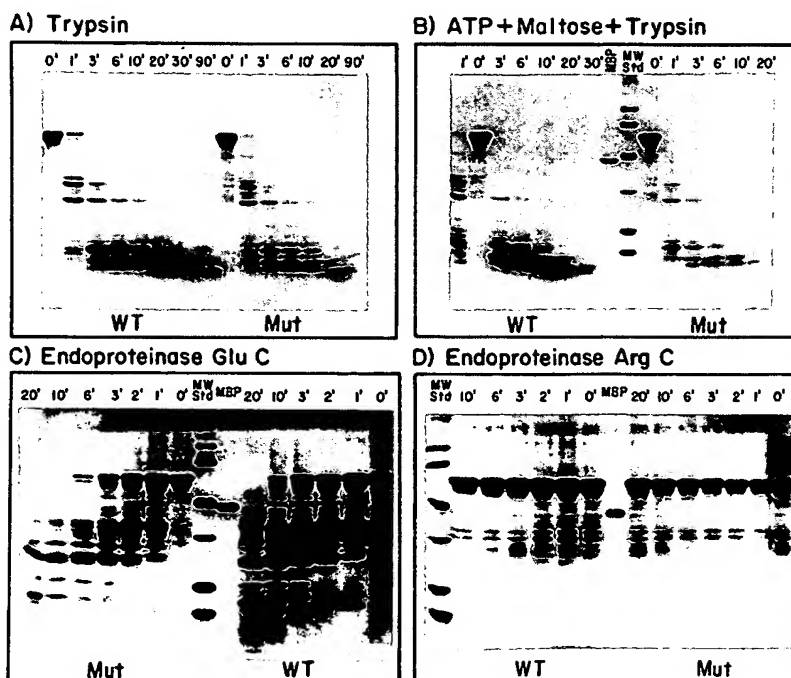 A) Trypsin
0' 1' 3' 6' 10' 20' 30' 90' 0' 1' 3' 6' 10' 20' 90'
WT Mut
B) ATP+Maltose+Trypsin
1' 0' 3' 6' 10' 20' 30' MBP MW Std 0' 1' 3' 6' 10' 20'
WT Mut
C) Endoproteinase Glu C
20' 10' 6' 3' 2' 1' 0' MW Std MBP 20' 10' 3' 2' 1' 0'
Mut WT
D) Endoproteinase Arg C
MW Std 10' 6' 3' 2' 1' 0' MBP 20' 10' 6' 3' 2' 1' 0'
WT Mut